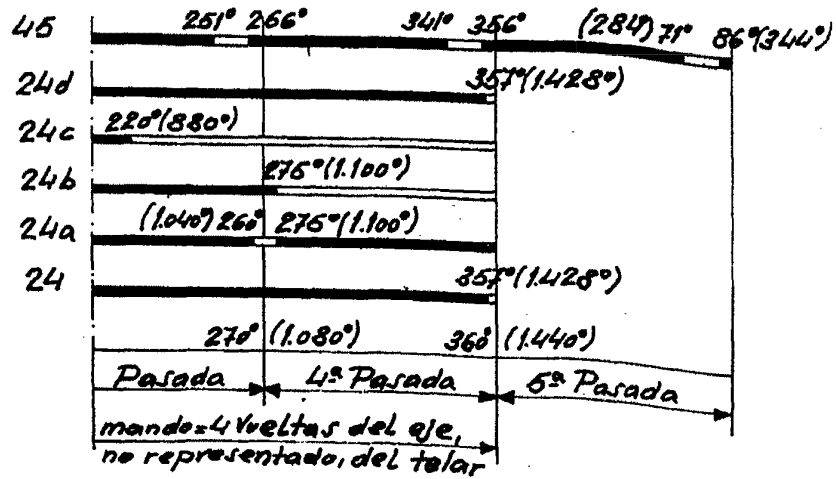 45 251° 266° 341° 356° (284°) 71° 86° (344°)
24d 357° (1.428°)
24c 220° (880°)
24b 275° (1.100°)
24a (1.040°) 260° 275° (1.100°)
24 357° (1.428°)
270° (1.080°) 360° (1.440°)
Pasada 4ª Pasada 5ª Pasada
mando=4 Vueltas del eje,
no representado, del telar